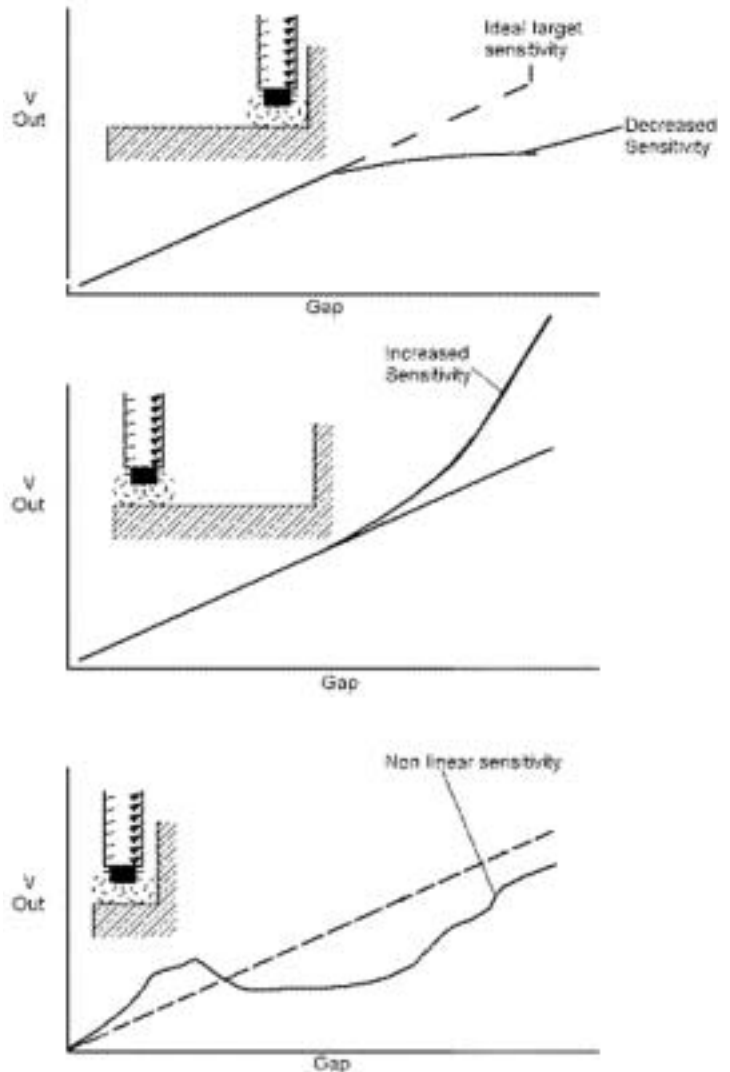 Ideal target
sensitivity
V
Out
Decreased
Sensitivity
Gap
Increased
Sensitivity
V
Out
Gap
Non linear sensitivity
V
Out
Gap